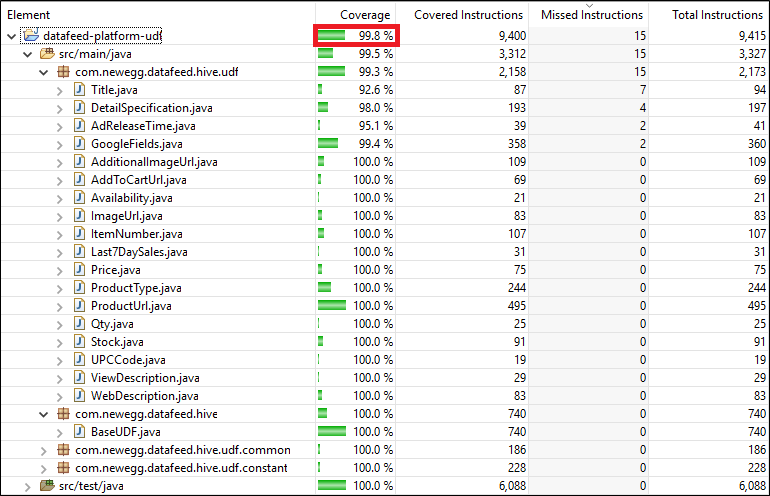 Element Coverage Covered Instructions Missed Instructions Total Instructions
datafeed-platform-udf 99.8 % 9,400 15 9,415
src/main/java 99.5 % 3,312 15 3,327
com.newegg.datafeed.hive.udf 99.3 % 2,158 15 2,173
Title.java 92.6 % 87 7 94
DetailSpecification.java 98.0 % 193 4 197
AdReleaseTime.java 95.1 % 39 2 41
GoogleFields.java 99.4 % 358 2 360
AdditionalImageUrl.java 100.0 % 109 0 109
AddToCartUrl.java 100.0 % 69 0 69
Availability.java 100.0 % 21 0 21
ImageUrl.java 100.0 % 83 0 83
ItemNumber.java 100.0 % 107 0 107
Last7DaySales.java 100.0 % 31 0 31
Price.java 100.0 % 75 0 75
ProductType.java 100.0 % 244 0 244
ProductUrl.java 100.0 % 495 0 495
Qty.java 100.0 % 25 0 25
Stock.java 100.0 % 91 0 91
UPCCode.java 100.0 % 19 0 19
ViewDescription.java 100.0 % 29 0 29
WebDescription.java 100.0 % 83 0 83
com.newegg.datafeed.hive 100.0 % 740 0 740
BaseUDF.java 100.0 % 740 0 740
com.newegg.datafeed.hive.udf.common 100.0 % 186 0 186
com.newegg.datafeed.hive.udf.constant 100.0 % 228 0 228
src/test/java 100.0 % 6,088 0 6,088